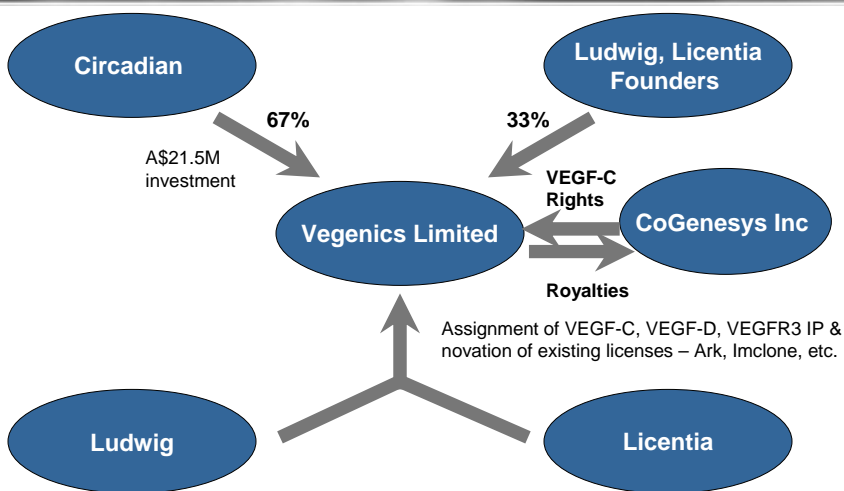 Circadian
Ludwig, Licentia
Founders
67%
33%
A$21.5M
investment
VEGF-C
Rights
Vegenics Limited
CoGenesys Inc
Royalties
Assignment of VEGF-C, VEGF-D, VEGFR3 IP &
novation of existing licenses – Ark, Imclone, etc.
Ludwig
Licentia